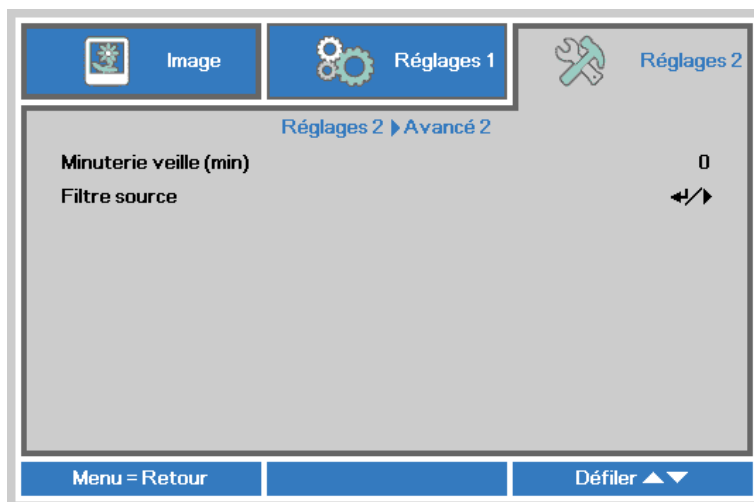 Image
Réglages 1
Réglages 2
Réglages 2 ▶ Avancé 2
Minuterie veille (min) 0
Filtre source ↵/▶
Menu = Retour
Défiler ▲▼